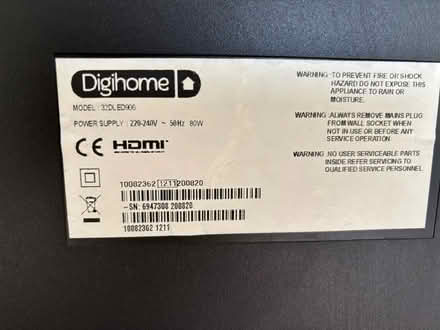 Digihome
MODEL : 32DLED906
POWER SUPPLY : 220-240V ~ 50Hz 80W
CE HDMI
10082362 1211 200820
-SN: 6947308 200820
10082362 1211
WARNING: -TO PREVENT FIRE OR SHOCK
HAZARD DO NOT EXPOSE THIS
APPLIANCE TO RAIN OR
MOISTURE.
WARNING: -ALWAYS REMOVE MAINS PLUG
FROM WALL SOCKET WHEN
NOT IN USE OR BEFORE ANY
SERVICE OPERATION.
WARNING: -NO USER SERVICEABLE PARTS
INSIDE REFER SERVICING TO
QUALIFIED SERVICE PERSONNEL.